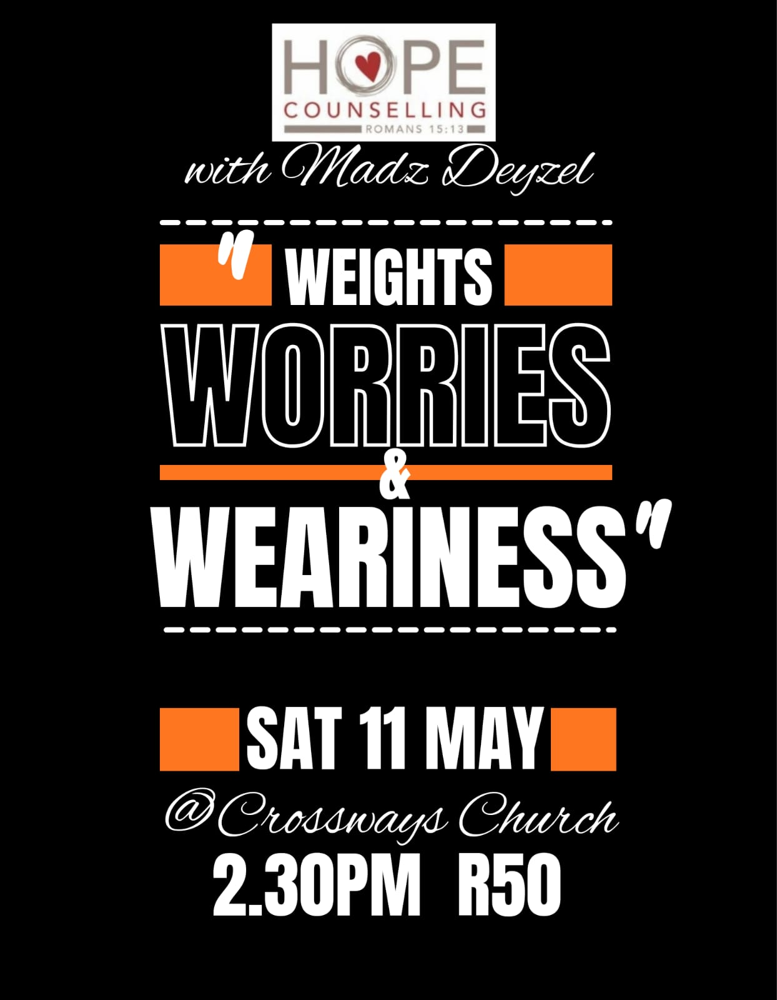 HOPE
COUNSELLING
ROMANS 15:13
with Madz Deyzel
" WEIGHTS
WORRIES
&
WEARINESS"
SAT 11 MAY
@Crossways Church
2.30PM R50